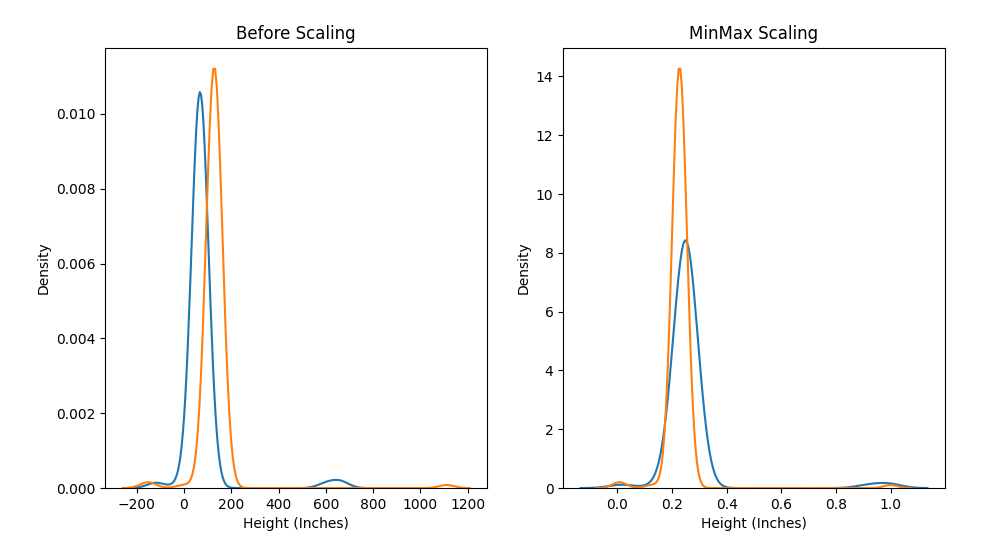 Before Scaling
0.010
0.008
0.006
0.004
0.002
0.000
Density
−200 0 200 400 600 800 1000 1200
Height (Inches)
MinMax Scaling
14
12
10
8
6
4
2
0
Density
0.0 0.2 0.4 0.6 0.8 1.0
Height (Inches)